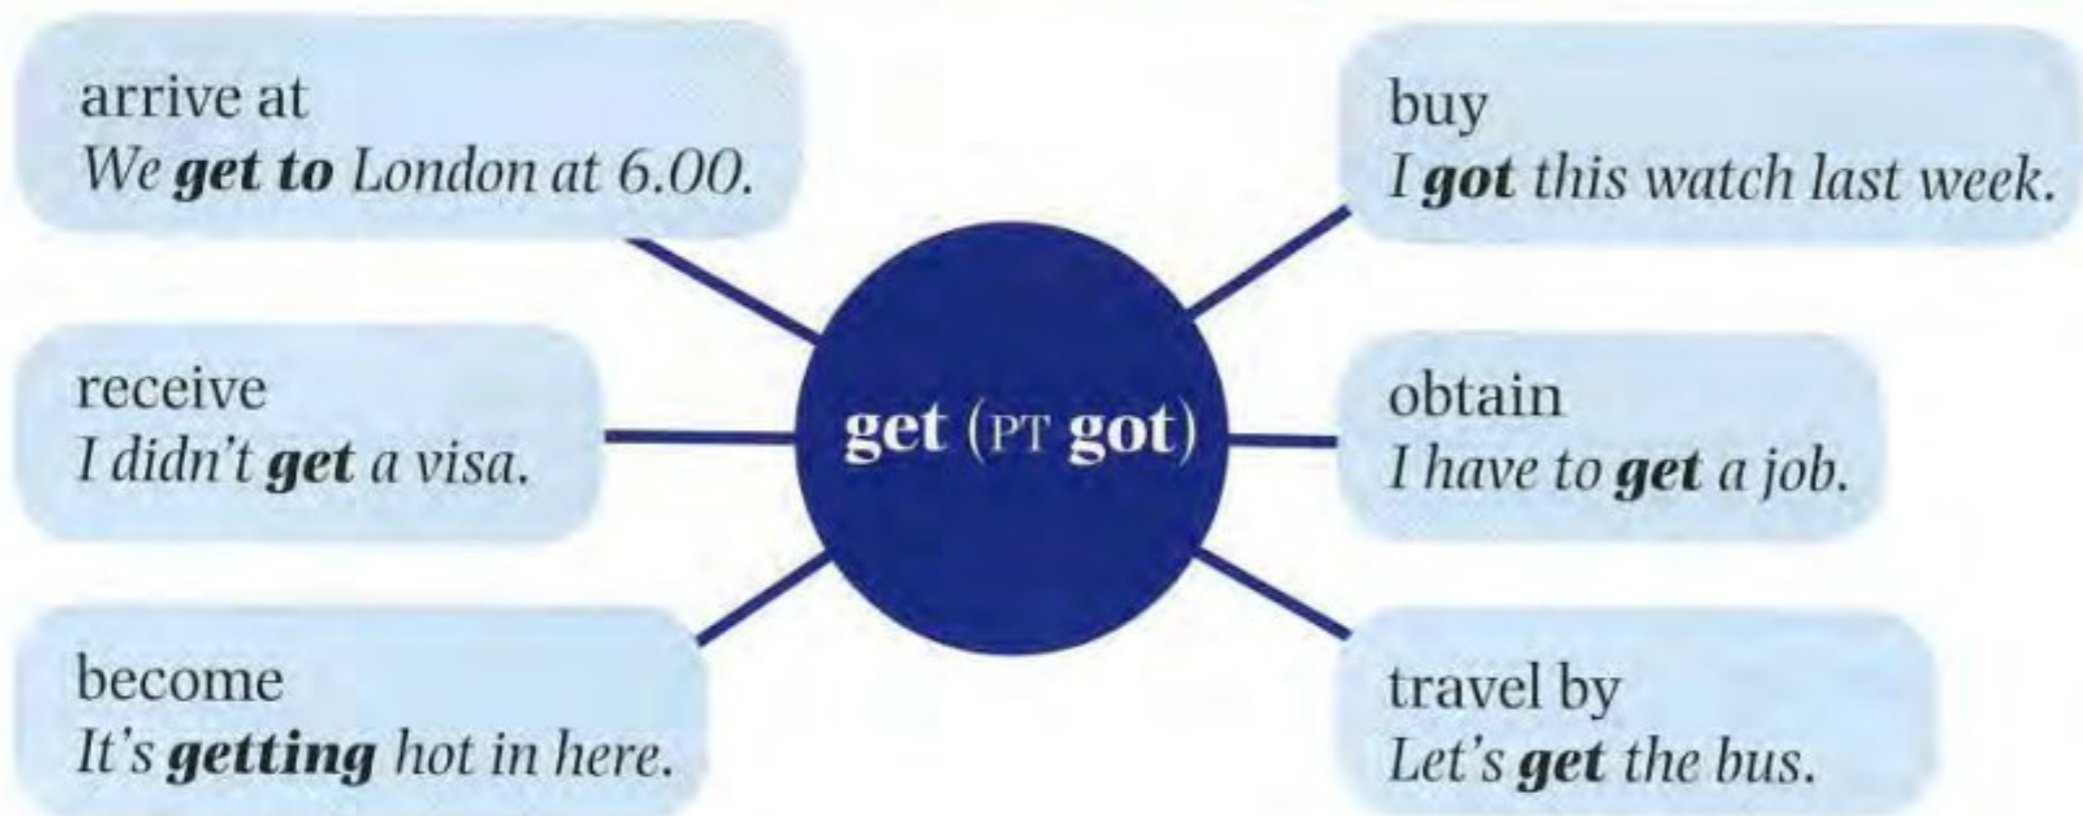 arrive at
We get to London at 6.00.
buy
I got this watch last week.
receive
I didn't get a visa.
get (PT got)
obtain
I have to get a job.
become
It's getting hot in here.
travel by
Let's get the bus.